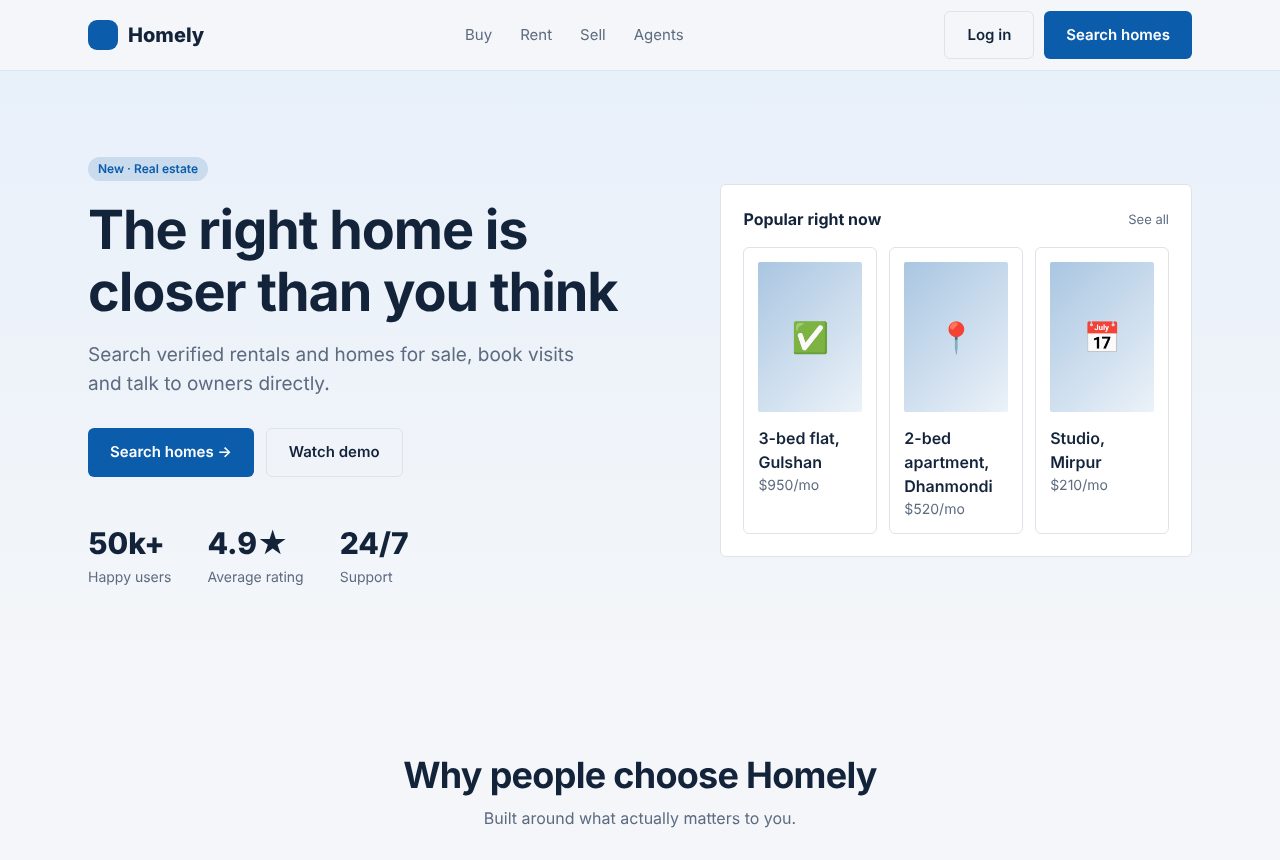 Homely
Buy
Rent
Sell
Agents
Log in
Search homes
New · Real estate
The right home is
closer than you think
Search verified rentals and homes for sale, book visits
and talk to owners directly.
Search homes →
Watch demo
50k+
Happy users
4.9★
Average rating
24/7
Support
Popular right now
See all
3-bed flat,
Gulshan
$950/mo
2-bed
apartment,
Dhanmondi
$520/mo
July
17
Studio,
Mirpur
$210/mo
Why people choose Homely
Built around what actually matters to you.